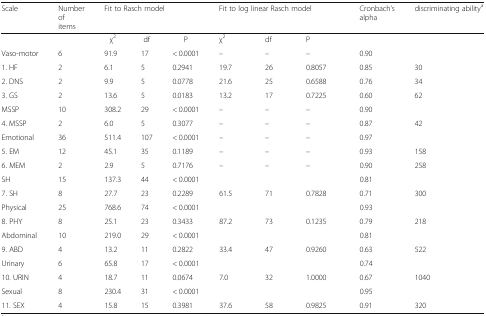 Scale Number of items Fit to Rasch model Fit to log linear Rasch model Cronbach's alpha discriminating ability^a
χ² df P χ² df P
Vaso-motor 6 91.9 17 < 0.0001 – – – 0.90
1. HF 2 6.1 5 0.2941 19.7 26 0.8057 0.85 30
2. DNS 2 9.9 5 0.0778 21.6 25 0.6588 0.76 34
3. GS 2 13.6 5 0.0183 13.2 17 0.7225 0.60 62
MSSP 10 308.2 29 < 0.0001 – – – 0.90
4. MSSP 2 6.0 5 0.3077 – – – 0.87 42
Emotional 36 511.4 107 < 0.0001 – – – 0.97
5. EM 12 45.1 35 0.1189 – – – 0.93 158
6. MEM 2 2.9 5 0.7176 – – – 0.90 258
SH 15 137.3 44 < 0.0001 0.81
7. SH 8 27.7 23 0.2289 61.5 71 0.7828 0.71 300
Physical 25 768.6 74 < 0.0001 0.93
8. PHY 8 25.1 23 0.3433 87.2 73 0.1235 0.79 218
Abdominal 10 219.0 29 < 0.0001 0.81
9. ABD 4 13.2 11 0.2822 33.4 47 0.9260 0.63 522
Urinary 6 65.8 17 < 0.0001 0.74
10. URIN 4 18.7 11 0.0674 7.0 32 1.0000 0.67 1040
Sexual 8 230.4 31 < 0.0001 0.95
11. SEX 4 15.8 15 0.3981 37.6 58 0.9825 0.91 320